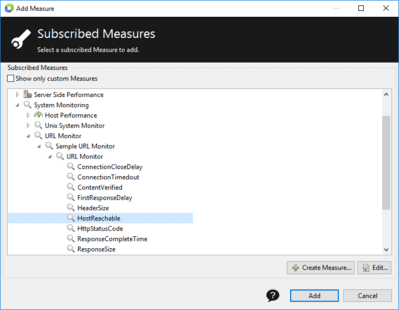 Add Measure
Subscribed Measures
Select a subscribed Measure to add.
Subscribed Measures
Show only custom Measures
Server Side Performance
System Monitoring
Host Performance
Unix System Monitor
URL Monitor
Sample URL Monitor
URL Monitor
ConnectionCloseDelay
ConnectionTimedout
ContentVerified
FirstResponseDelay
HeaderSize
HostReachable
HttpStatusCode
ResponseCompleteTime
ResponseSize
Create Measure...
Edit...
?
Add
Cancel